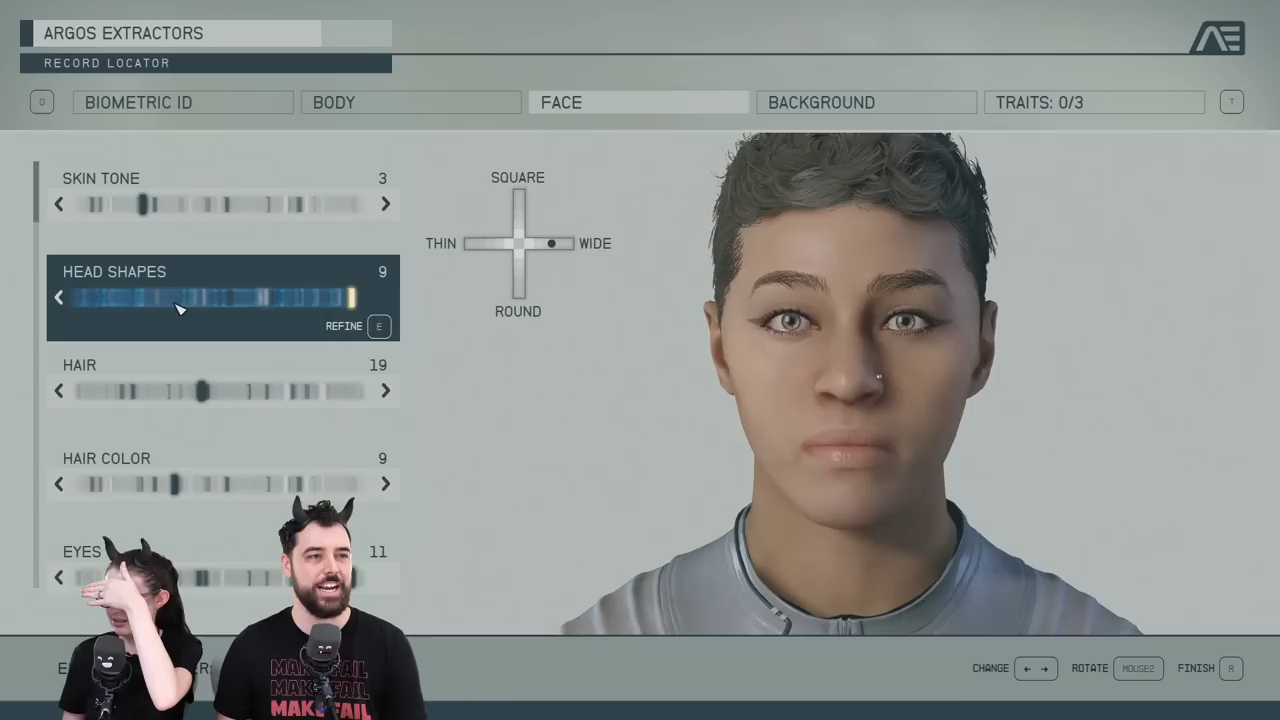 ARGOS EXTRACTORS
RECORD LOCATOR
Q
BIOMETRIC ID
BODY
FACE
BACKGROUND
TRAITS: 0/3
T
SKIN TONE 3
SQUARE
THIN
WIDE
ROUND
HEAD SHAPES 9
REFINE E
HAIR 19
HAIR COLOR 9
EYES 11
CHANGE
ROTATE MOUSE2
FINISH R
MAKE FAIL
MAKE FAIL
MAKE FAIL